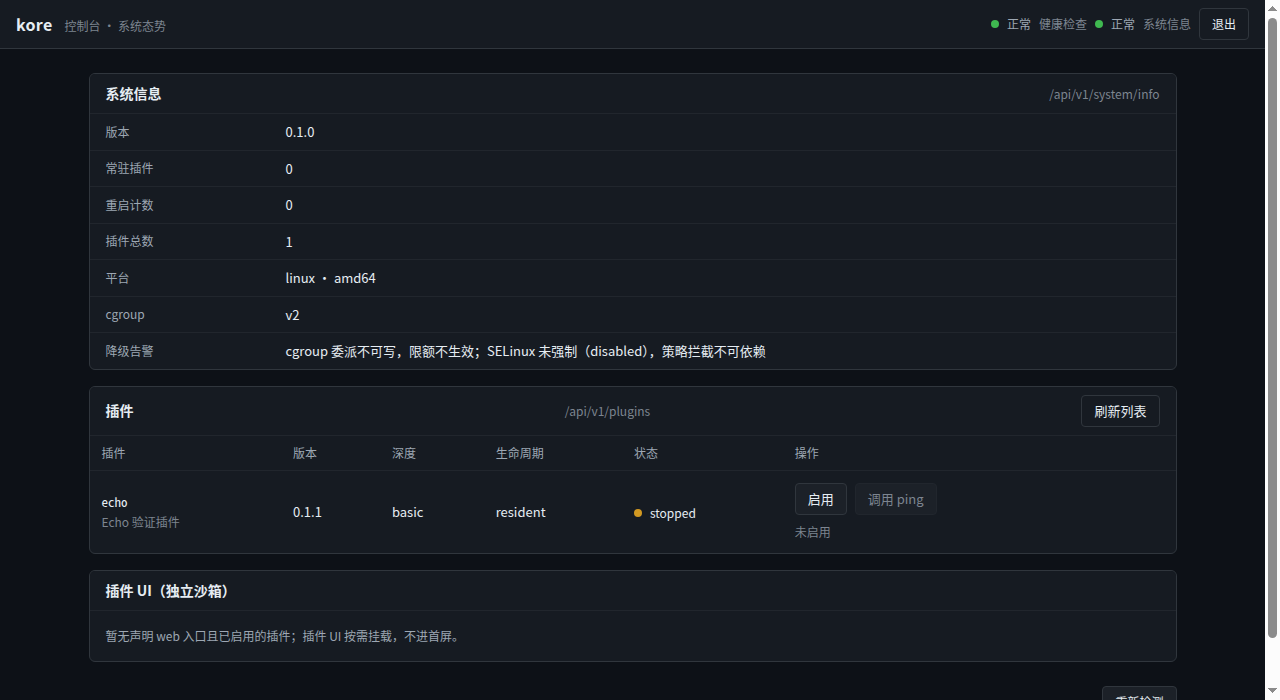 kore 控制台 · 系统态势 正常 健康检查 正常 系统信息 退出
系统信息 /api/v1/system/info
版本 0.1.0
常驻插件 0
重启计数 0
插件总数 1
平台 linux · amd64
cgroup v2
降级告警 cgroup 委派不可写，限额不生效；SELinux 未强制（disabled），策略拦截不可依赖
插件 /api/v1/plugins 刷新列表
插件 版本 深度 生命周期 状态 操作
echo 0.1.1 basic resident stopped 启用 调用 ping
Echo 验证插件 未启用
插件 UI（独立沙箱）
暂无声明 web 入口且已启用的插件；插件 UI 按需挂载，不进首屏。
重新检测